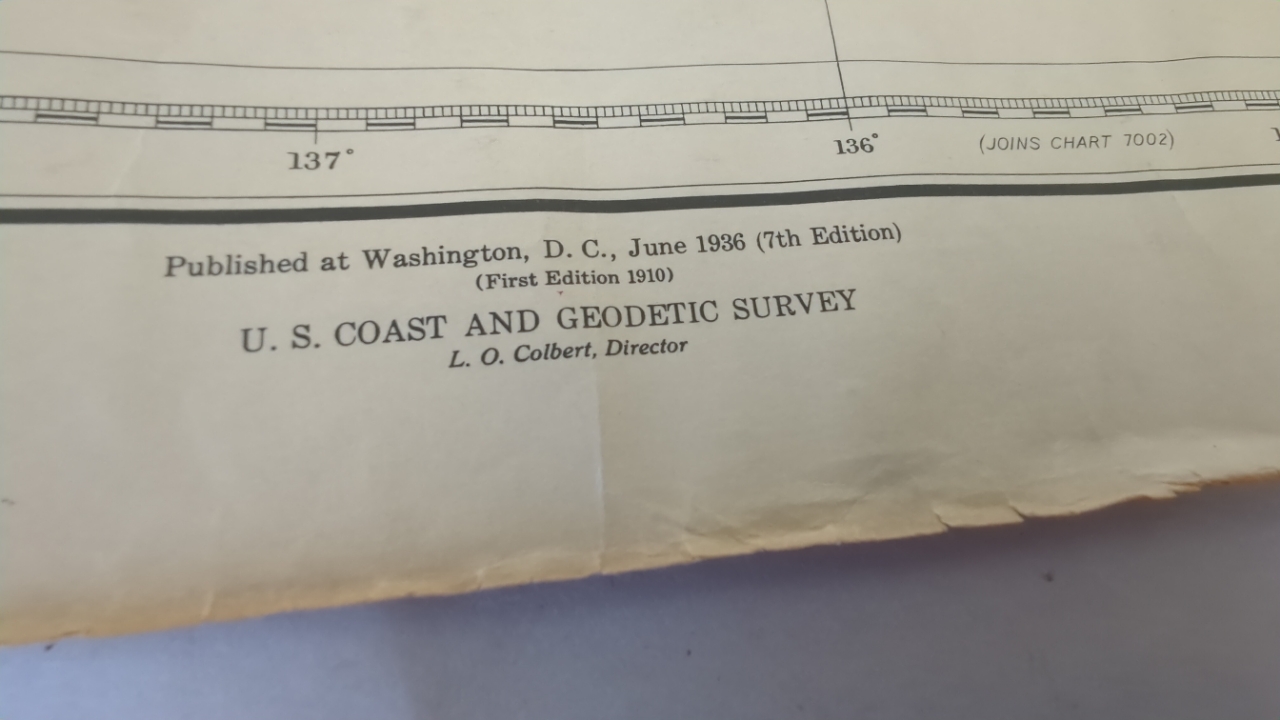 137°
136°
(JOINS CHART 7002)
Published at Washington, D. C., June 1936 (7th Edition)
(First Edition 1910)
U. S. COAST AND GEODETIC SURVEY
L. O. Colbert, Director